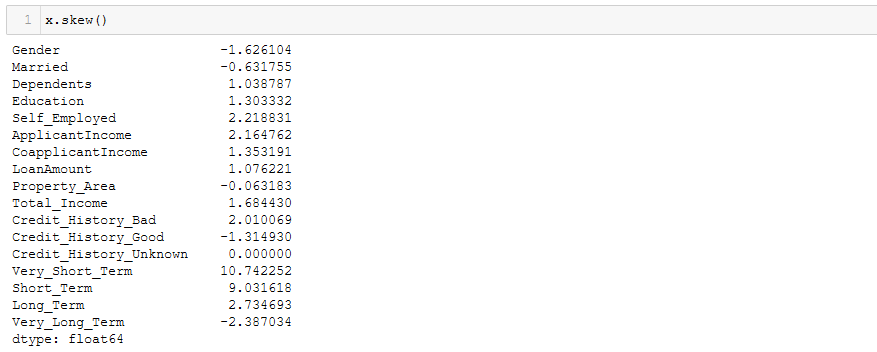 1 x.skew()
Gender -1.626104
Married -0.631755
Dependents 1.038787
Education 1.303332
Self_Employed 2.218831
ApplicantIncome 2.164762
CoapplicantIncome 1.353191
LoanAmount 1.076221
Property_Area -0.063183
Total_Income 1.684430
Credit_History_Bad 2.010069
Credit_History_Good -1.314930
Credit_History_Unknown 0.000000
Very_Short_Term 10.742252
Short_Term 9.031618
Long_Term 2.734693
Very_Long_Term -2.387034
dtype: float64